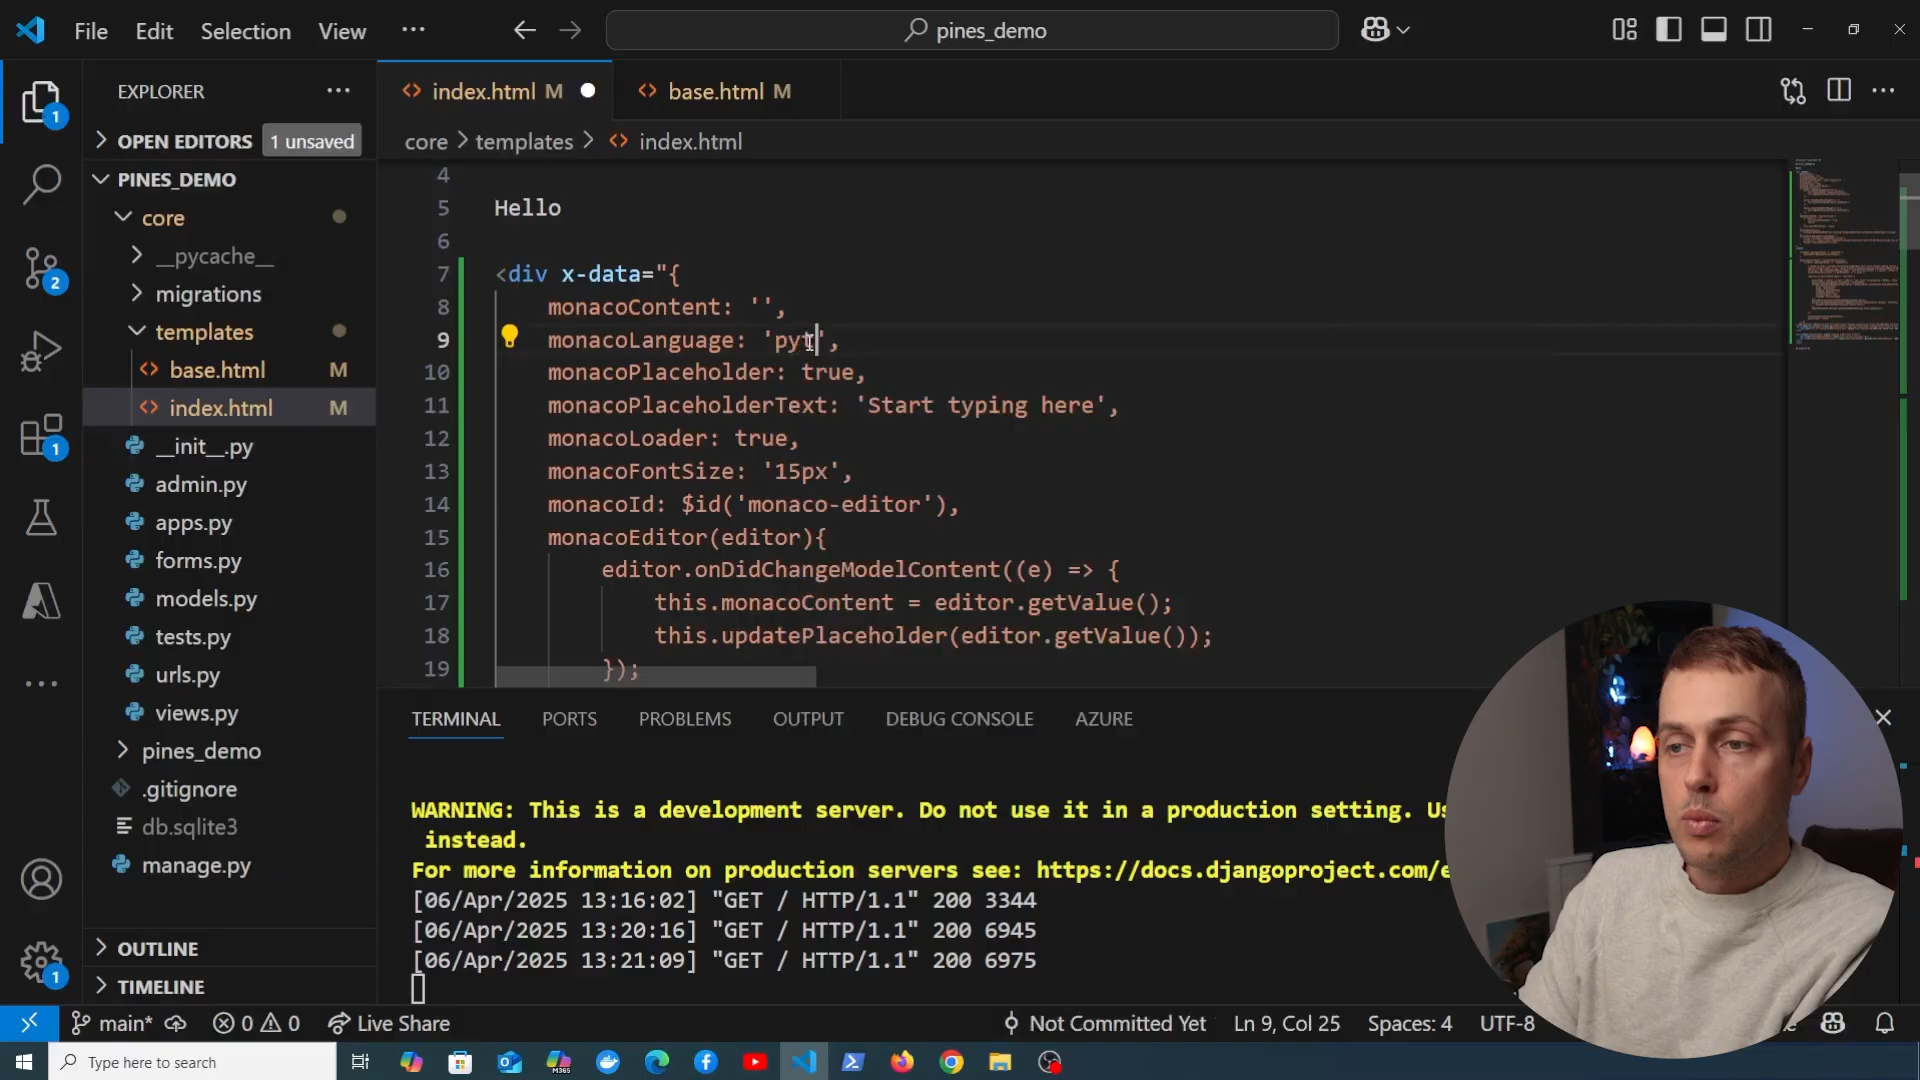 File Edit Selection View ... pines_demo
EXPLORER
OPEN EDITORS 1 unsaved
PINES_DEMO
core
__pycache__
migrations
templates
base.html M
index.html M
__init__.py
admin.py
apps.py
forms.py
models.py
tests.py
urls.py
views.py
pines_demo
.gitignore
db.sqlite3
manage.py
OUTLINE
TIMELINE
index.html M base.html M
core > templates > index.html
4
5 Hello
6
7 <div x-data="{
8 monacoContent: '',
9 monacoLanguage: 'pyt',
10 monacoPlaceholder: true,
11 monacoPlaceholderText: 'Start typing here',
12 monacoLoader: true,
13 monacoFontSize: '15px',
14 monacoId: $id('monaco-editor'),
15 monacoEditor(editor){
16 editor.onDidChangeModelContent((e) => {
17 this.monacoContent = editor.getValue();
18 this.updatePlaceholder(editor.getValue());
19 });
TERMINAL PORTS PROBLEMS OUTPUT DEBUG CONSOLE AZURE
WARNING: This is a development server. Do not use it in a production setting.
instead.
For more information on production servers see: https://docs.djangoproject.com/e
[06/Apr/2025 13:16:02] "GET / HTTP/1.1" 200 3344
[06/Apr/2025 13:20:16] "GET / HTTP/1.1" 200 6945
[06/Apr/2025 13:21:09] "GET / HTTP/1.1" 200 6975
main* 0 0 Live Share Not Committed Yet Ln 9, Col 25 Spaces: 4 UTF-8
Type here to search